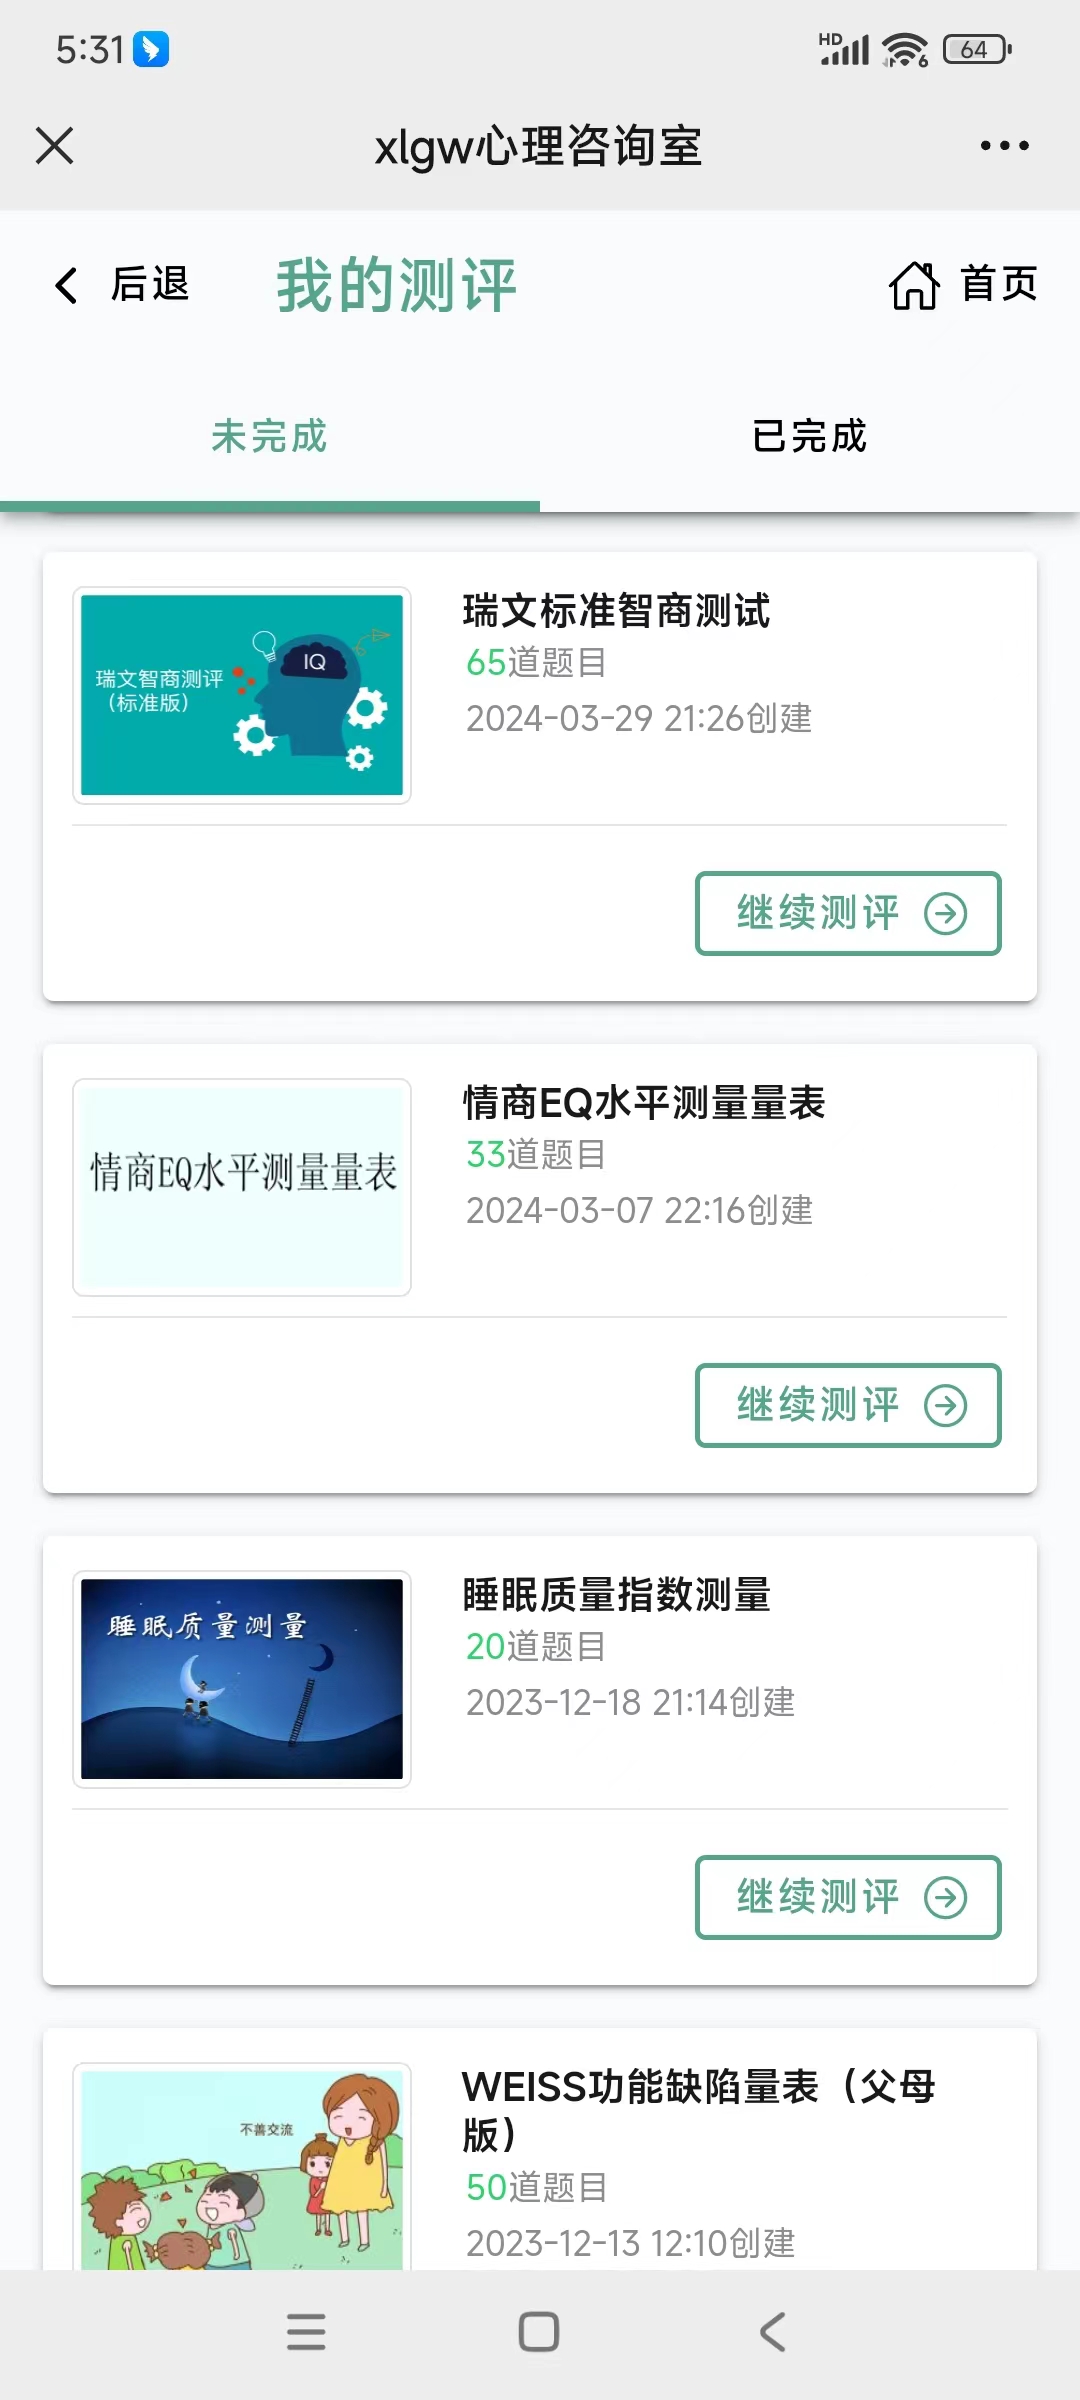 5:31
HD
6
64
xlgw心理咨询室
后退
我的测评
首页
未完成
已完成
瑞文智商测评
（标准版）
IQ
瑞文标准智商测试
65道题目
2024-03-29 21:26创建
继续测评
情商EQ水平测量量表
情商EQ水平测量量表
33道题目
2024-03-07 22:16创建
继续测评
睡眠质量测量
睡眠质量指数测量
20道题目
2023-12-18 21:14创建
继续测评
不善交流
WEISS功能缺陷量表（父母
版）
50道题目
2023-12-13 12:10创建